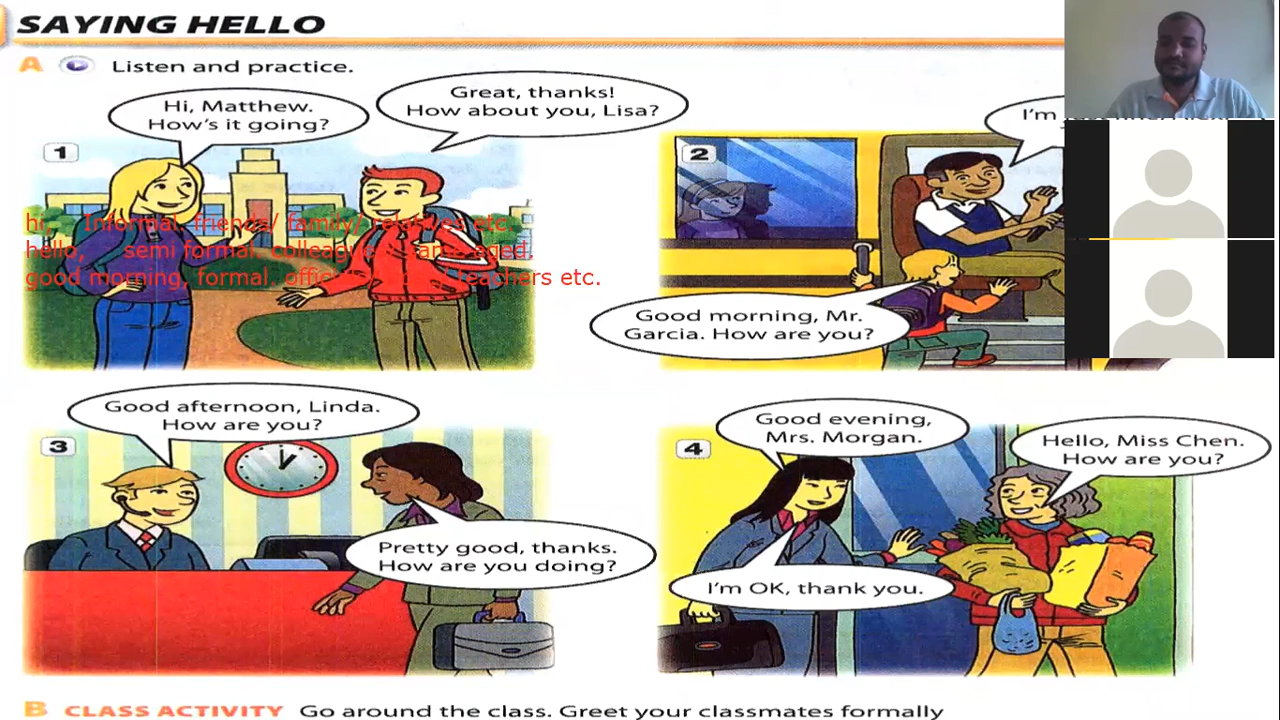 SAYING HELLO
A Listen and practice.
Hi, Matthew.
How's it going?
Great, thanks!
How about you, Lisa?
1
hi, Informal. friends/ family/ relatives etc
hello, semi formal. colleague same aged.
good morning, formal. teachers etc.
2
I'm
Good morning, Mr.
Garcia. How are you?
3
Good afternoon, Linda.
How are you?
Pretty good, thanks.
How are you doing?
4
Good evening,
Mrs. Morgan.
Hello, Miss Chen.
How are you?
I'm OK, thank you.
B CLASS ACTIVITY Go around the class. Greet your classmates formally